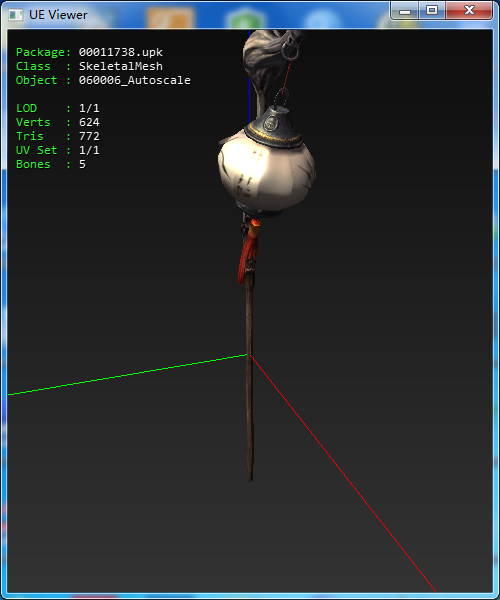 UE Viewer
Package: 00011738.upk
Class : SkeletalMesh
Object : 060006_Autoscale
LOD : 1/1
Verts : 624
Tris : 772
UV Set : 1/1
Bones : 5